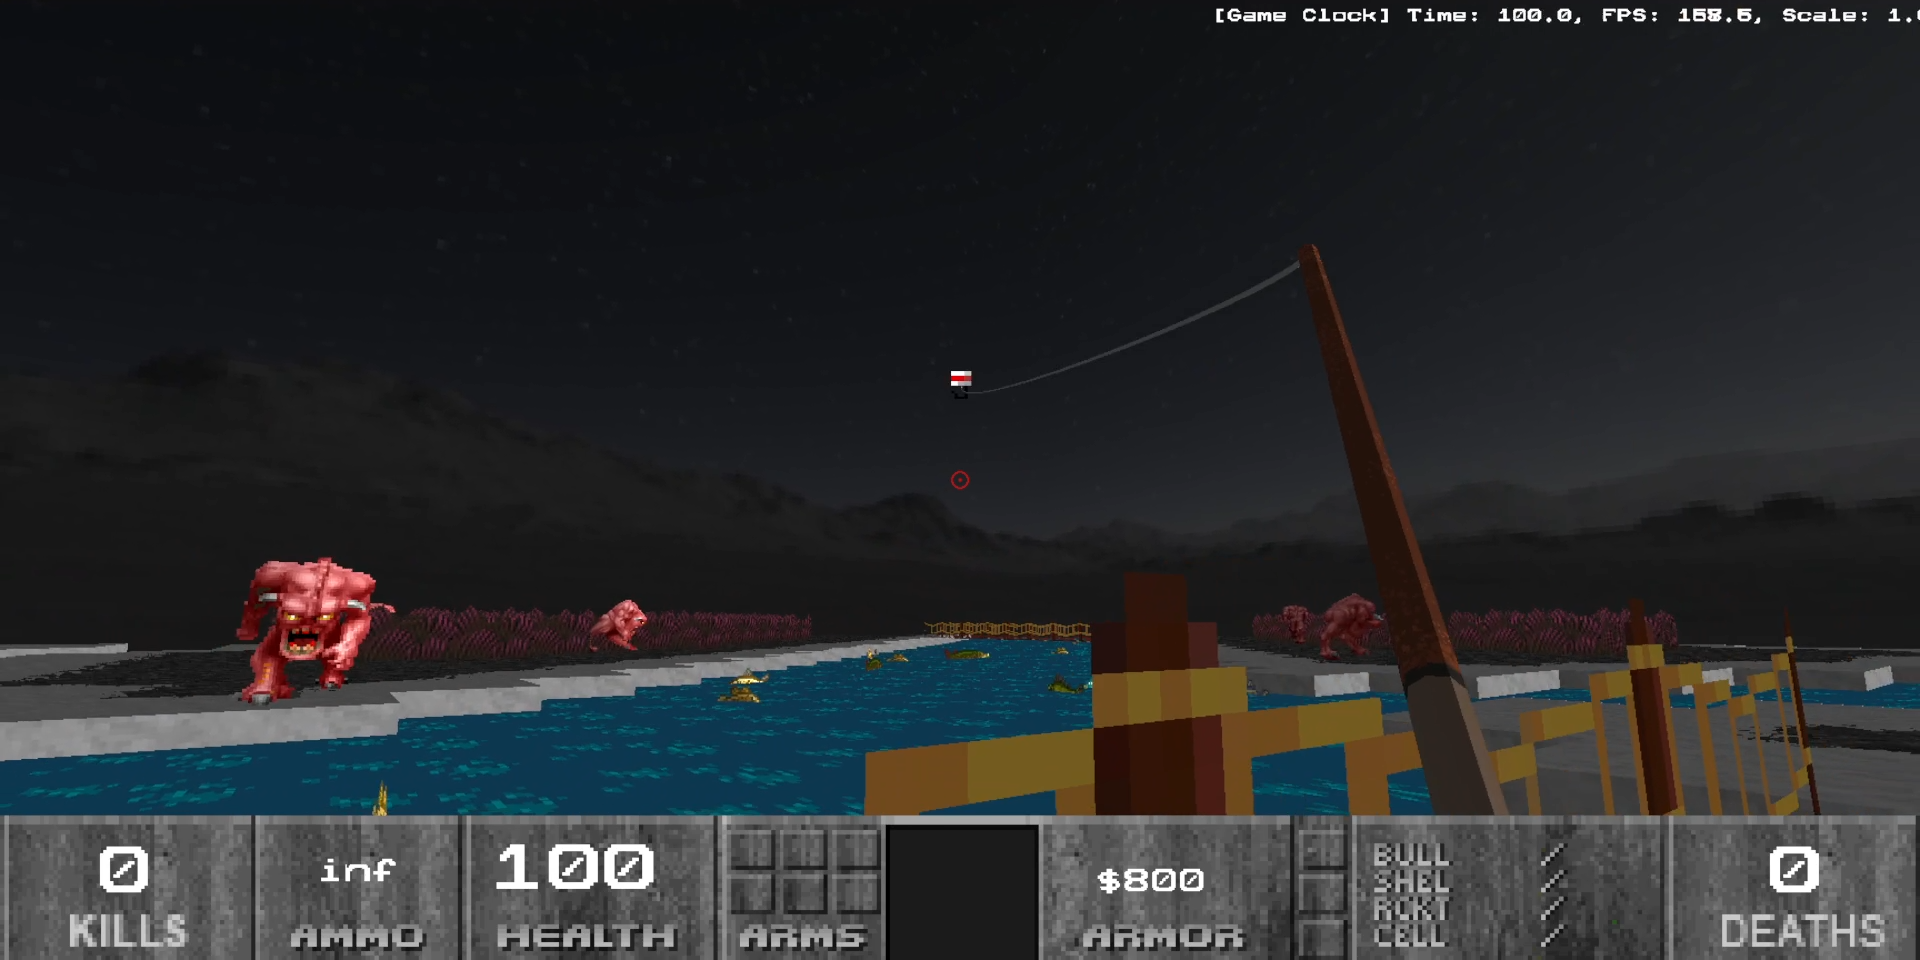 [Game Clock] Time: 100.0, FPS: 158.5, Scale: 1.
0
KILLS
inf
AMMO
100
HEALTH
ARMS
$800
ARMOR
BULL /
SHEL /
RCKT /
CELL /
0
DEATHS